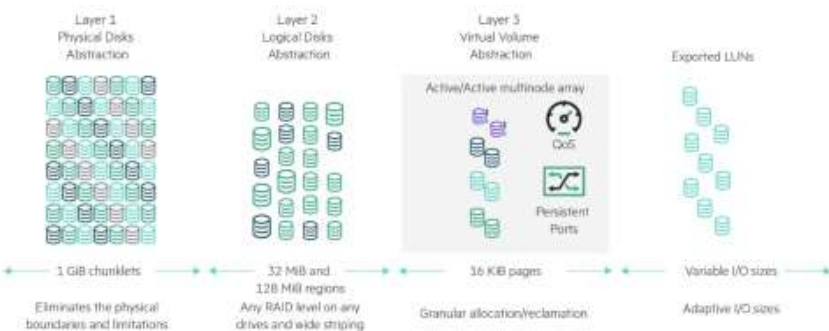 Layer 1
Physical Disks
Abstraction
Layer 2
Logical Disks
Abstraction
Layer 3
Virtual Volume
Abstraction
Exported LUNs
Active/Active multinode array
QoS
Persistent
Ports
1 GiB chunklets
32 MiB and
128 MiB regions
16 KiB pages
Variable I/O sizes
Eliminates the physical
boundaries and limitations
Any RAID level on any
drives and wide striping
Granular allocation/reclamation
Adaptive I/O sizes